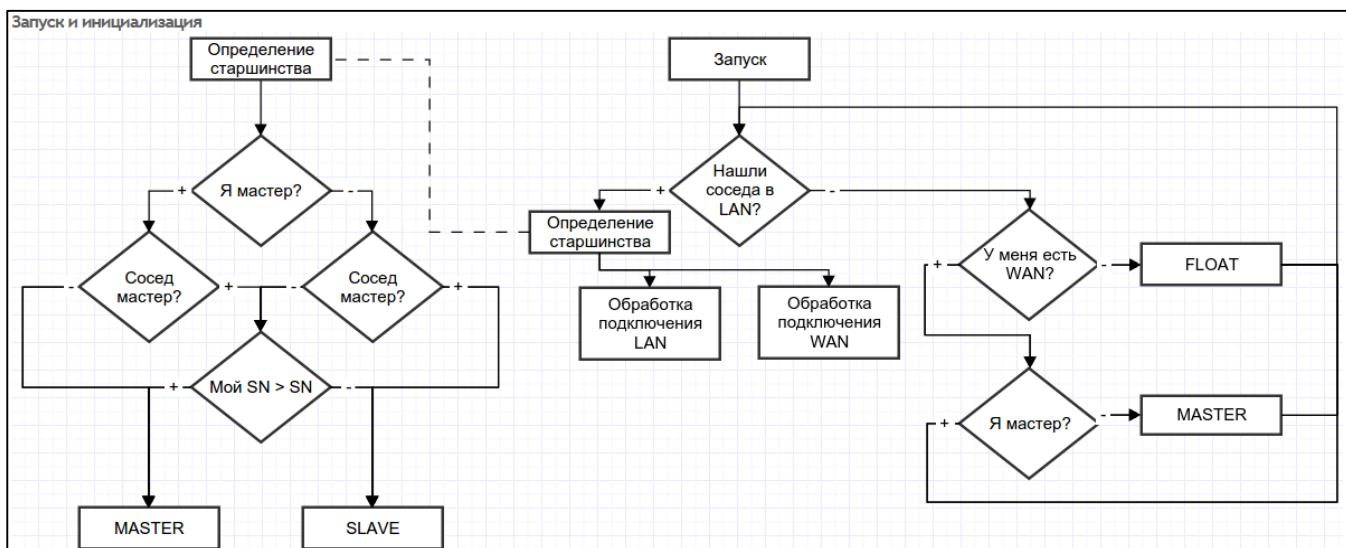 Запуск и инициализация
Определение
старшинства
Я мастер?
+
-
Сосед
мастер?
-
+
Сосед
мастер?
-
+
Мой SN > SN
+
-
MASTER
SLAVE
Запуск
Нашли
соседа в
LAN?
+
-
Определение
старшинства
Обработка
подключения
LAN
Обработка
подключения
WAN
У меня есть
WAN?
+
-
FLOAT
Я мастер?
+
-
MASTER